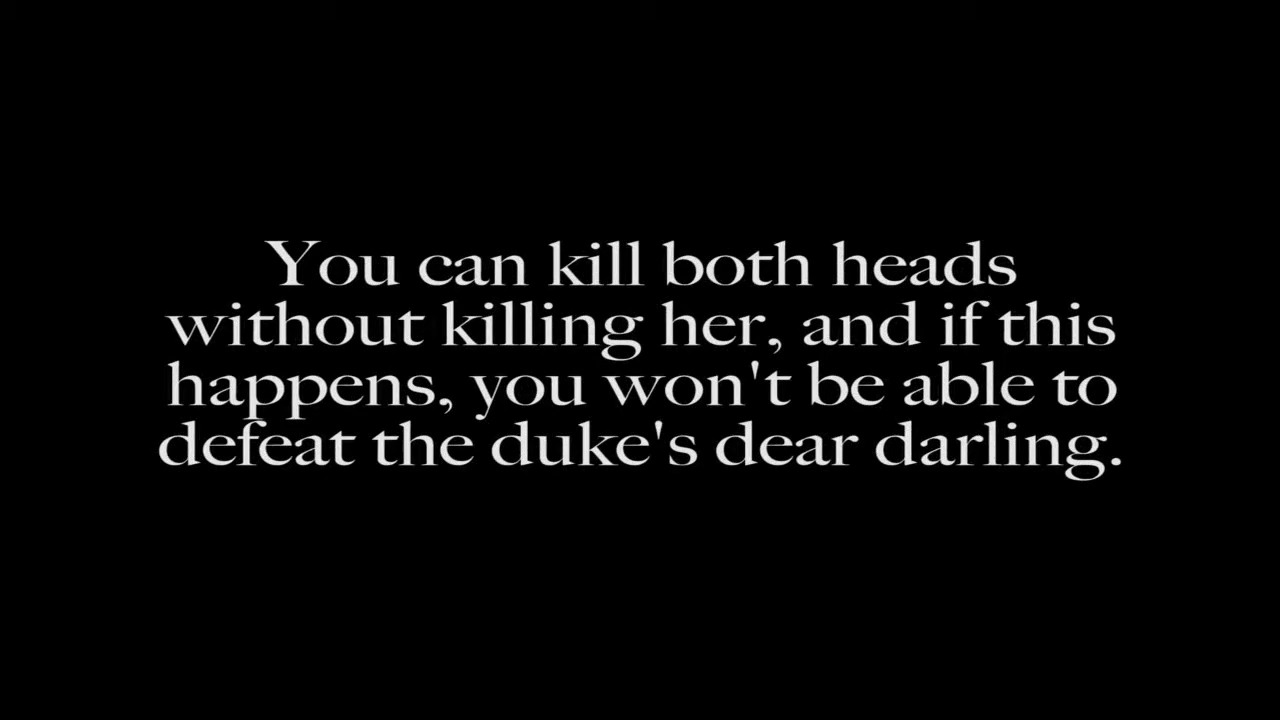 You can kill both heads
without killing her, and if this
happens, you won't be able to
defeat the duke's dear darling.